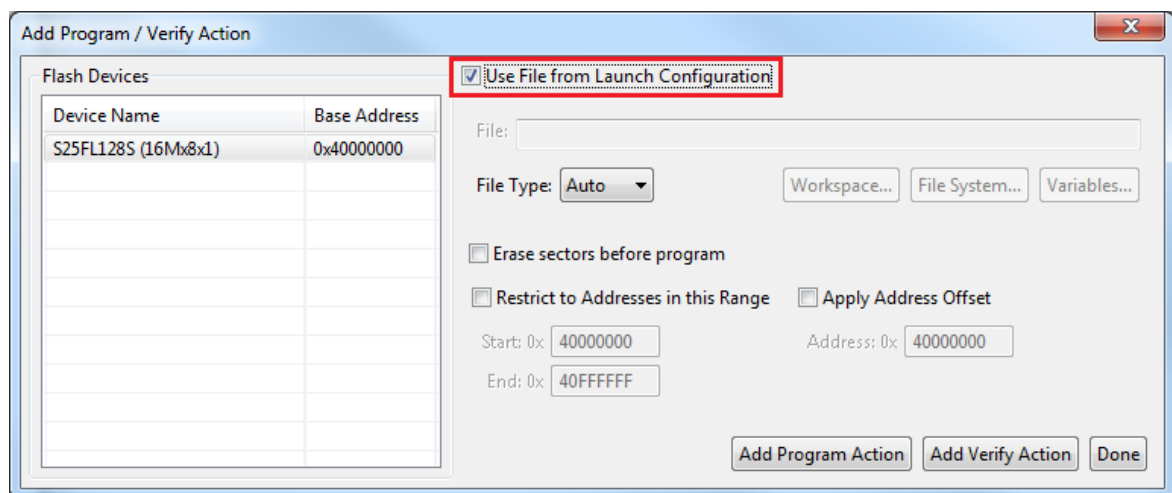 Add Program / Verify Action
Flash Devices
Device Name Base Address
S25FL128S (16Mx8x1) 0x40000000
Use File from Launch Configuration
File:
File Type: Auto Workspace... File System... Variables...
Erase sectors before program
Restrict to Addresses in this Range Apply Address Offset
Start: 0x 40000000 Address: 0x 40000000
End: 0x 40FFFFFF
Add Program Action Add Verify Action Done